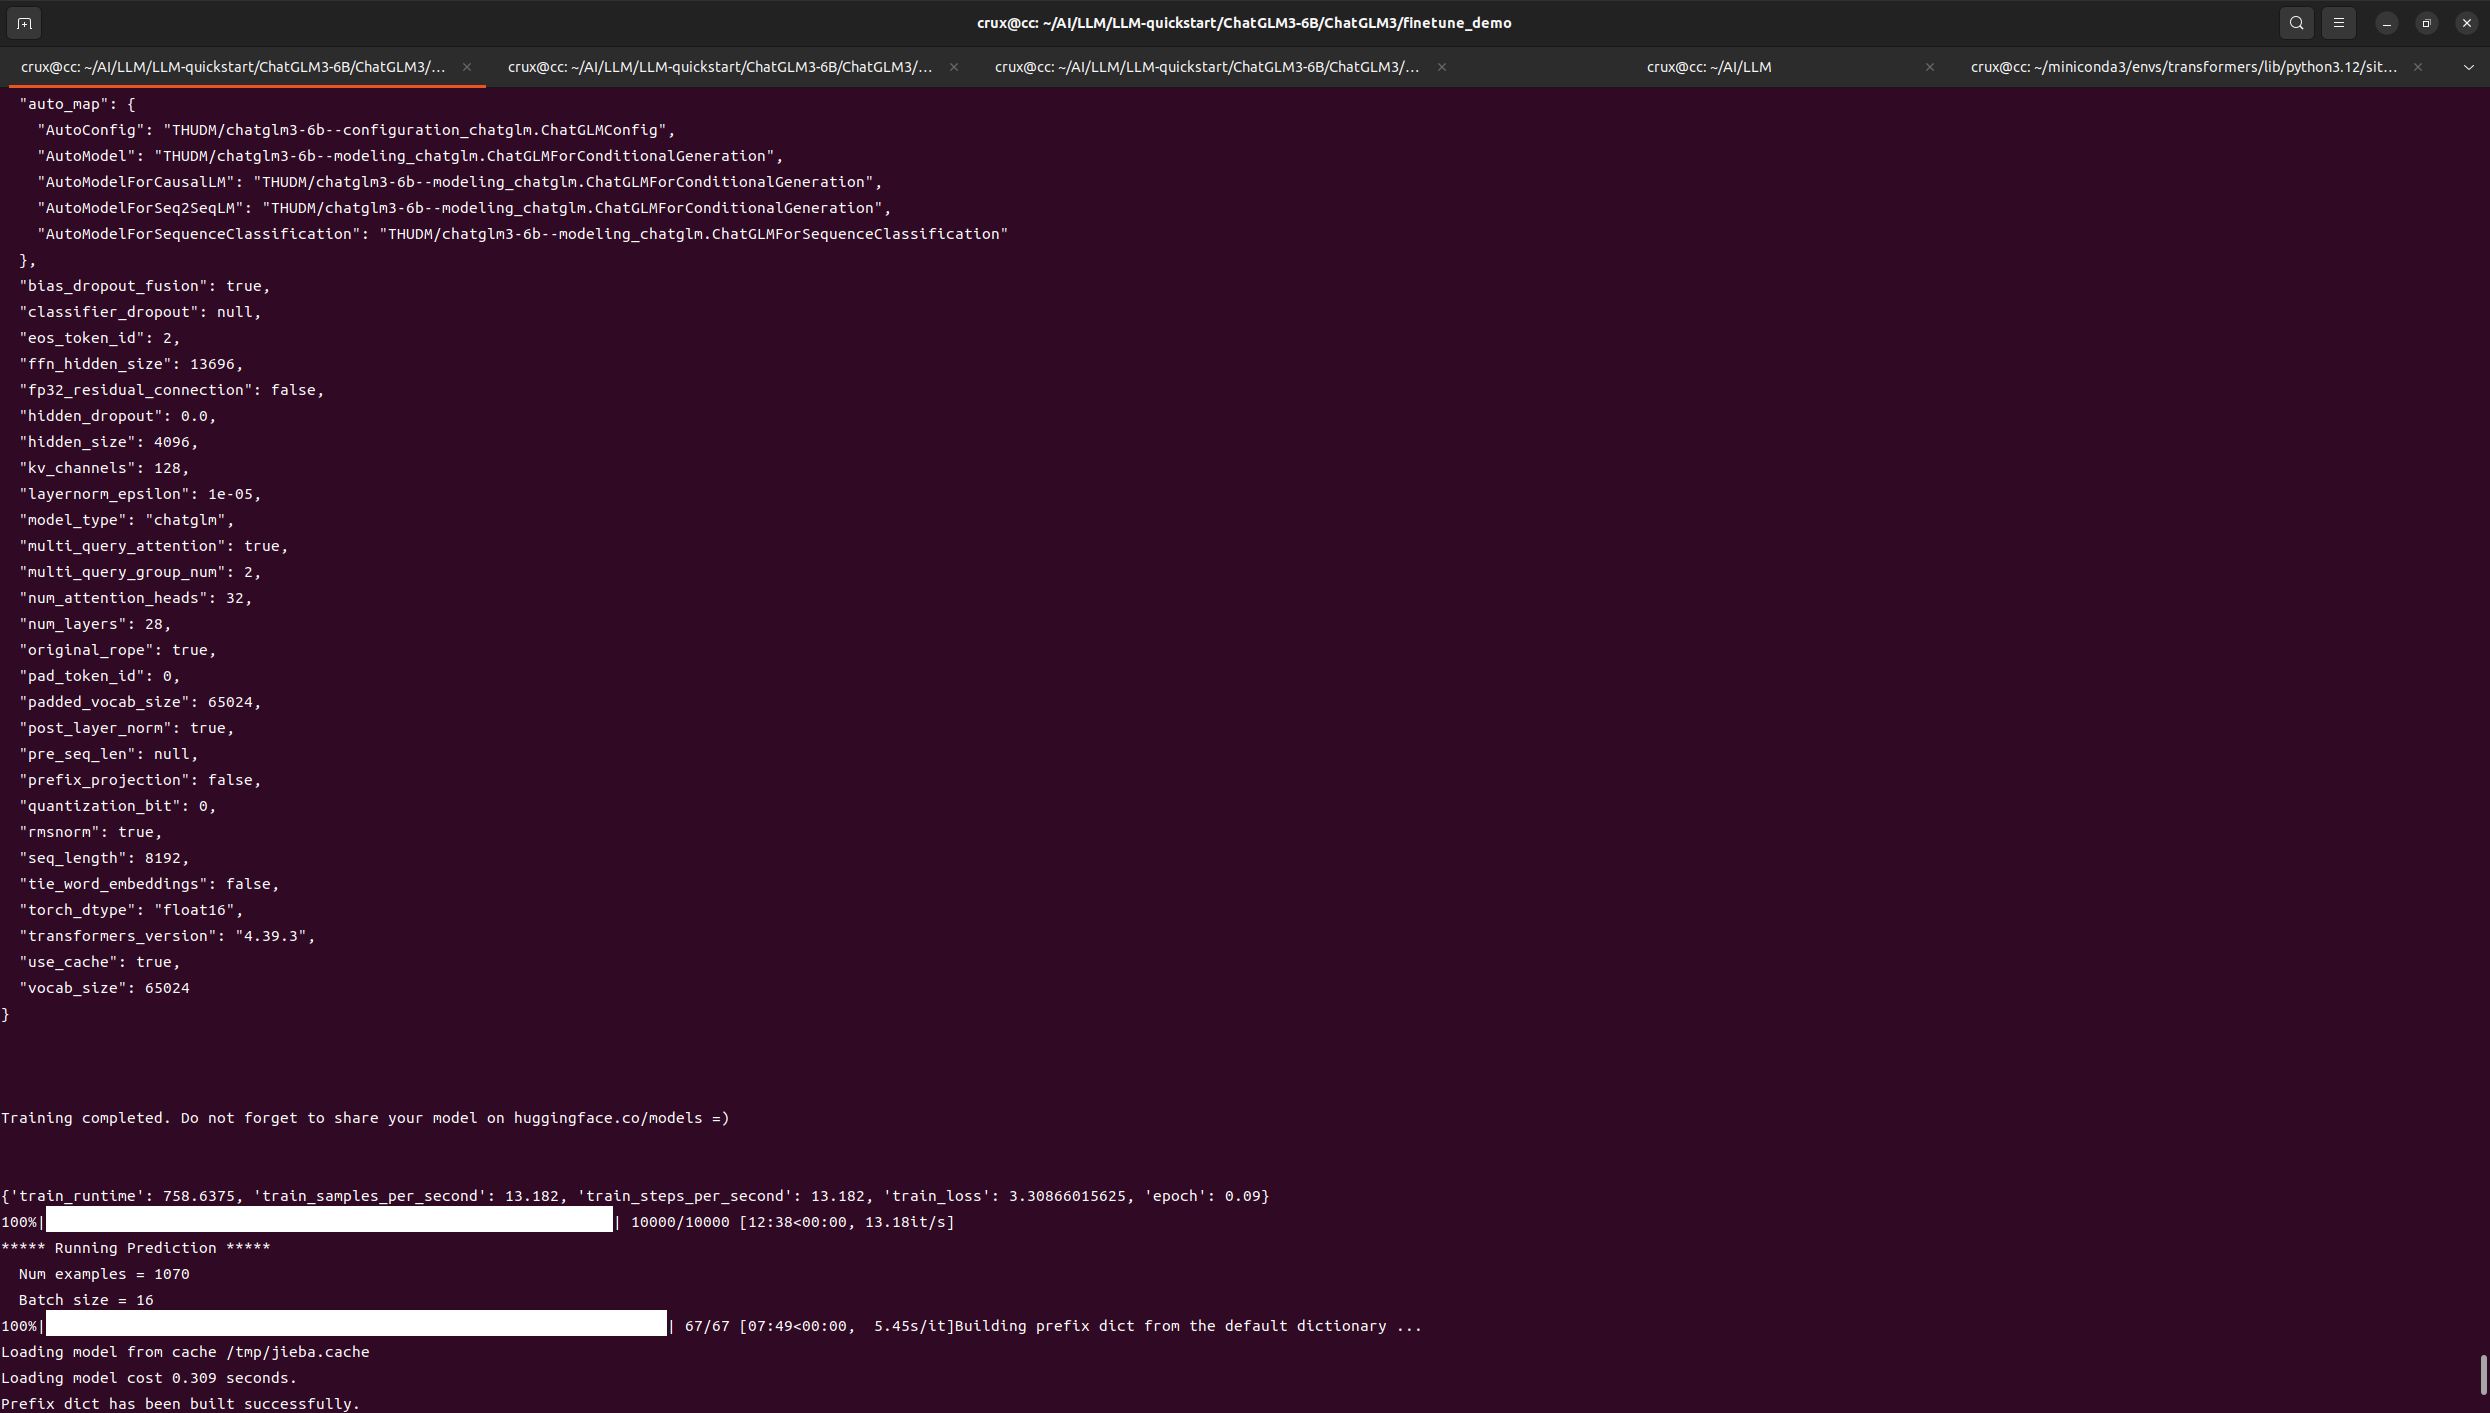 crux@cc: ~/AI/LLM/LLM-quickstart/ChatGLM3-6B/ChatGLM3/finetune_demo
crux@cc: ~/AI/LLM/LLM-quickstart/ChatGLM3-6B/ChatGLM3/...
crux@cc: ~/AI/LLM/LLM-quickstart/ChatGLM3-6B/ChatGLM3/...
crux@cc: ~/AI/LLM/LLM-quickstart/ChatGLM3-6B/ChatGLM3/...
crux@cc: ~/AI/LLM
crux@cc: ~/miniconda3/envs/transformers/lib/python3.12/sit...
"auto_map": {
"AutoConfig": "THUDM/chatglm3-6b--configuration_chatglm.ChatGLMConfig",
"AutoModel": "THUDM/chatglm3-6b--modeling_chatglm.ChatGLMForConditionalGeneration",
"AutoModelForCausalLM": "THUDM/chatglm3-6b--modeling_chatglm.ChatGLMForConditionalGeneration",
"AutoModelForSeq2SeqLM": "THUDM/chatglm3-6b--modeling_chatglm.ChatGLMForConditionalGeneration",
"AutoModelForSequenceClassification": "THUDM/chatglm3-6b--modeling_chatglm.ChatGLMForSequenceClassification"
},
"bias_dropout_fusion": true,
"classifier_dropout": null,
"eos_token_id": 2,
"ffn_hidden_size": 13696,
"fp32_residual_connection": false,
"hidden_dropout": 0.0,
"hidden_size": 4096,
"kv_channels": 128,
"layernorm_epsilon": 1e-05,
"model_type": "chatglm",
"multi_query_attention": true,
"multi_query_group_num": 2,
"num_attention_heads": 32,
"num_layers": 28,
"original_rope": true,
"pad_token_id": 0,
"padded_vocab_size": 65024,
"post_layer_norm": true,
"pre_seq_len": null,
"prefix_projection": false,
"quantization_bit": 0,
"rmsnorm": true,
"seq_length": 8192,
"tie_word_embeddings": false,
"torch_dtype": "float16",
"transformers_version": "4.39.3",
"use_cache": true,
"vocab_size": 65024
}
Training completed. Do not forget to share your model on huggingface.co/models =)
{'train_runtime': 758.6375, 'train_samples_per_second': 13.182, 'train_steps_per_second': 13.182, 'train_loss': 3.30866015625, 'epoch': 0.09}
100%| | 10000/10000 [12:38<00:00, 13.18it/s]
***** Running Prediction *****
Num examples = 1070
Batch size = 16
100%| | 67/67 [07:49<00:00,  5.45s/it]Building prefix dict from the default dictionary ...
Loading model from cache /tmp/jieba.cache
Loading model cost 0.309 seconds.
Prefix dict has been built successfully.